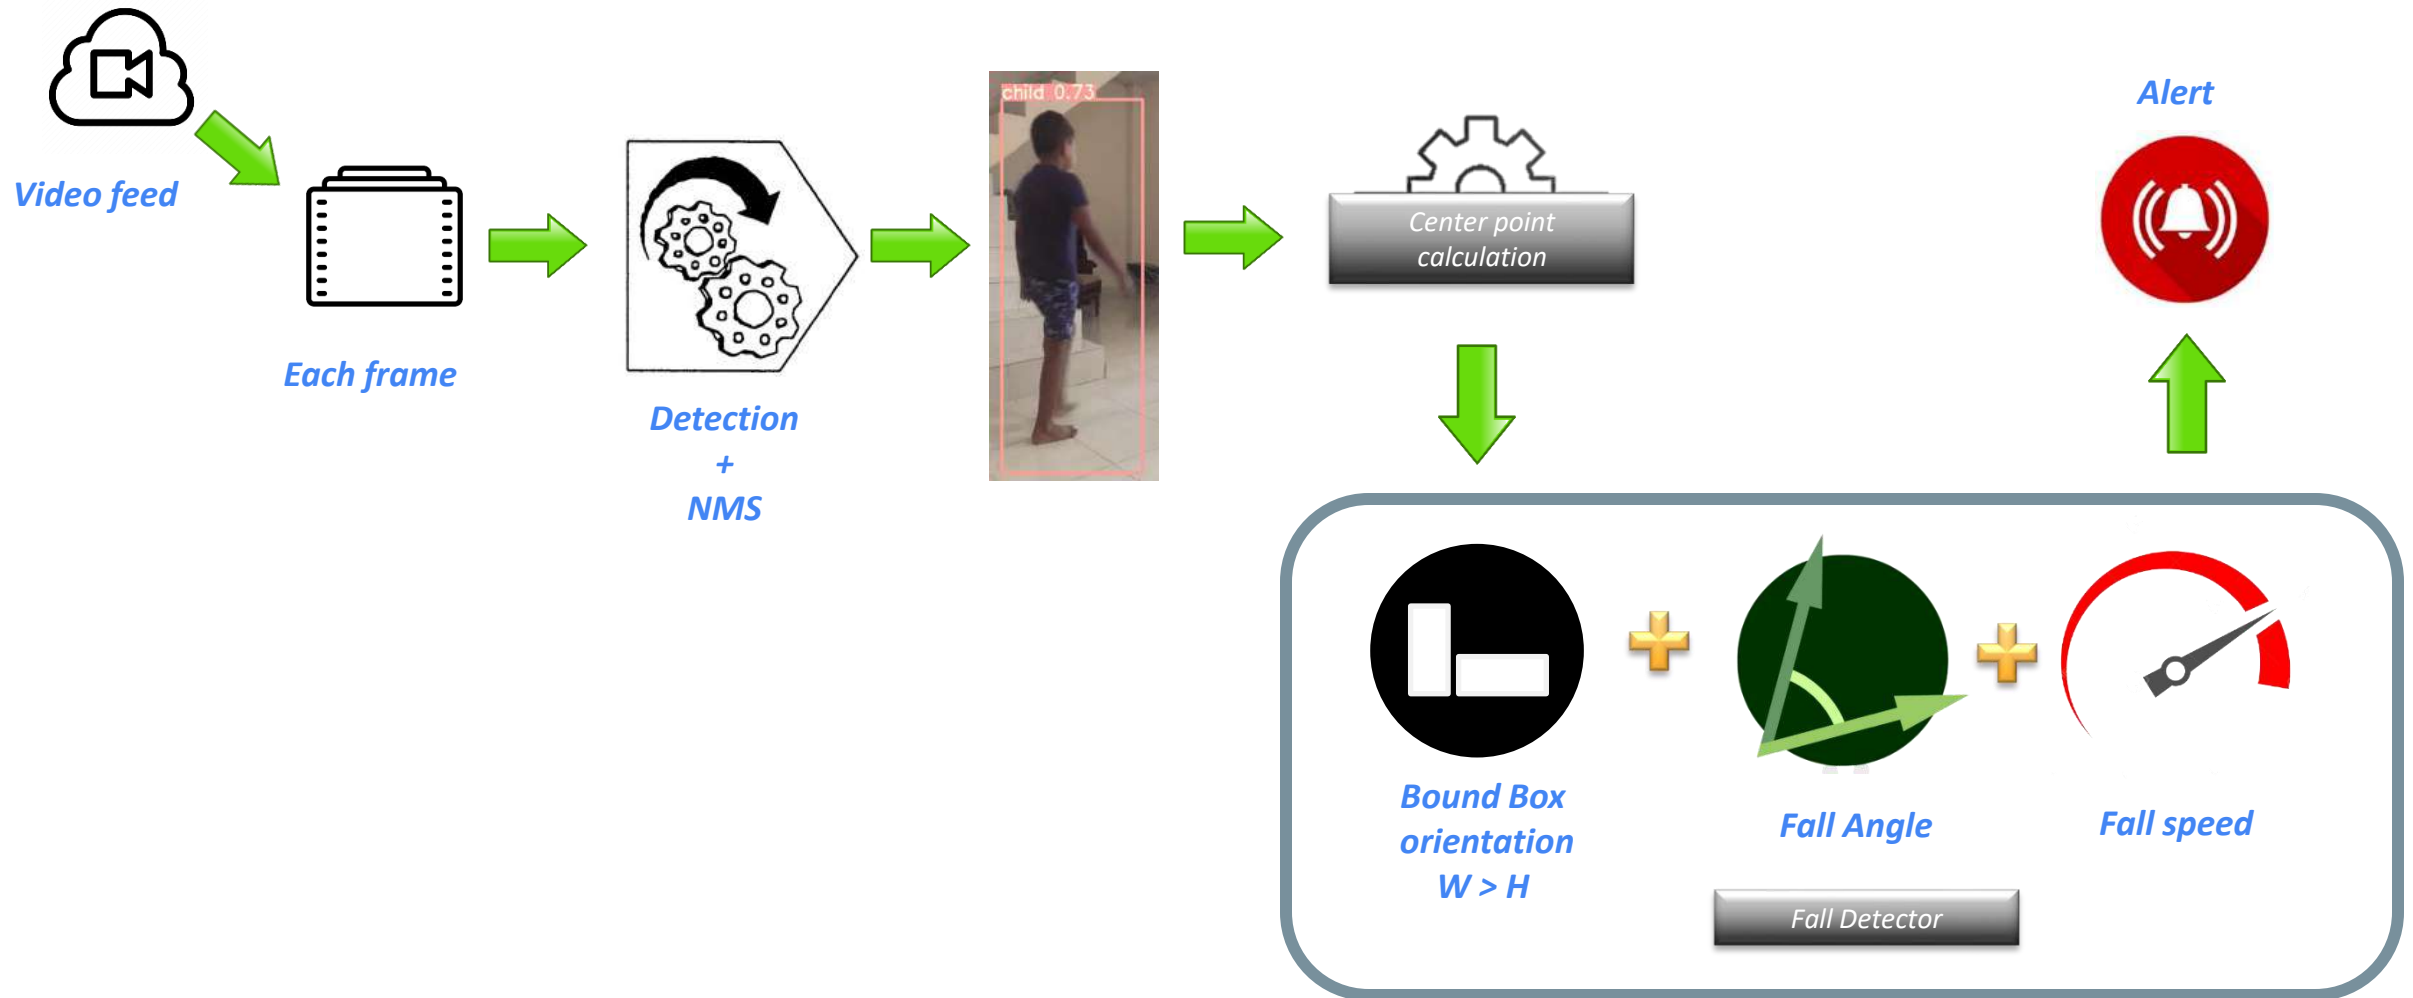 Video feed
Each frame
Detection
+
NMS
child 0.73
Center point
calculation
Alert
Bound Box
orientation
W > H
Fall Angle
Fall speed
Fall Detector